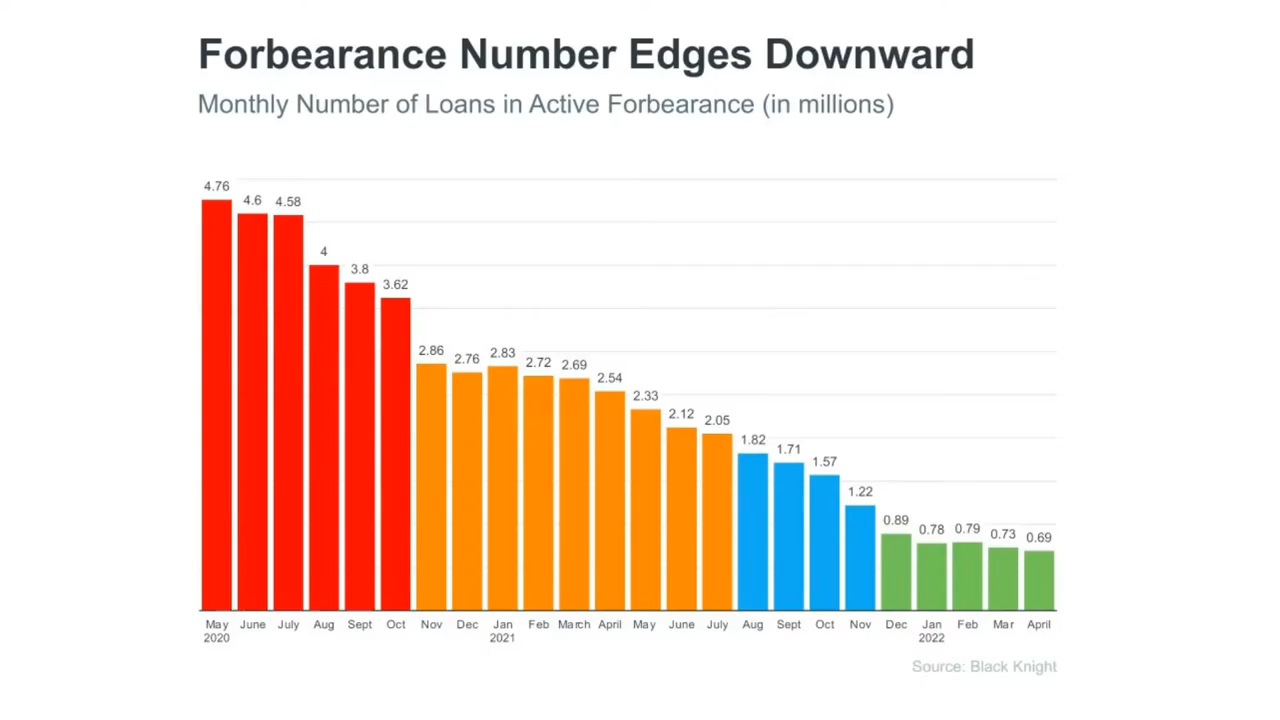 Forbearance Number Edges Downward
Monthly Number of Loans in Active Forbearance (in millions)
4.76 4.6 4.58 4 3.8 3.62 2.86 2.76 2.83 2.72 2.69 2.54 2.33 2.12 2.05 1.82 1.71 1.57 1.22 0.89 0.78 0.79 0.73 0.69
May June July Aug Sept Oct Nov Dec Jan Feb March April May June July Aug Sept Oct Nov Dec Jan Feb Mar April
2020 2021 2022
Source: Black Knight